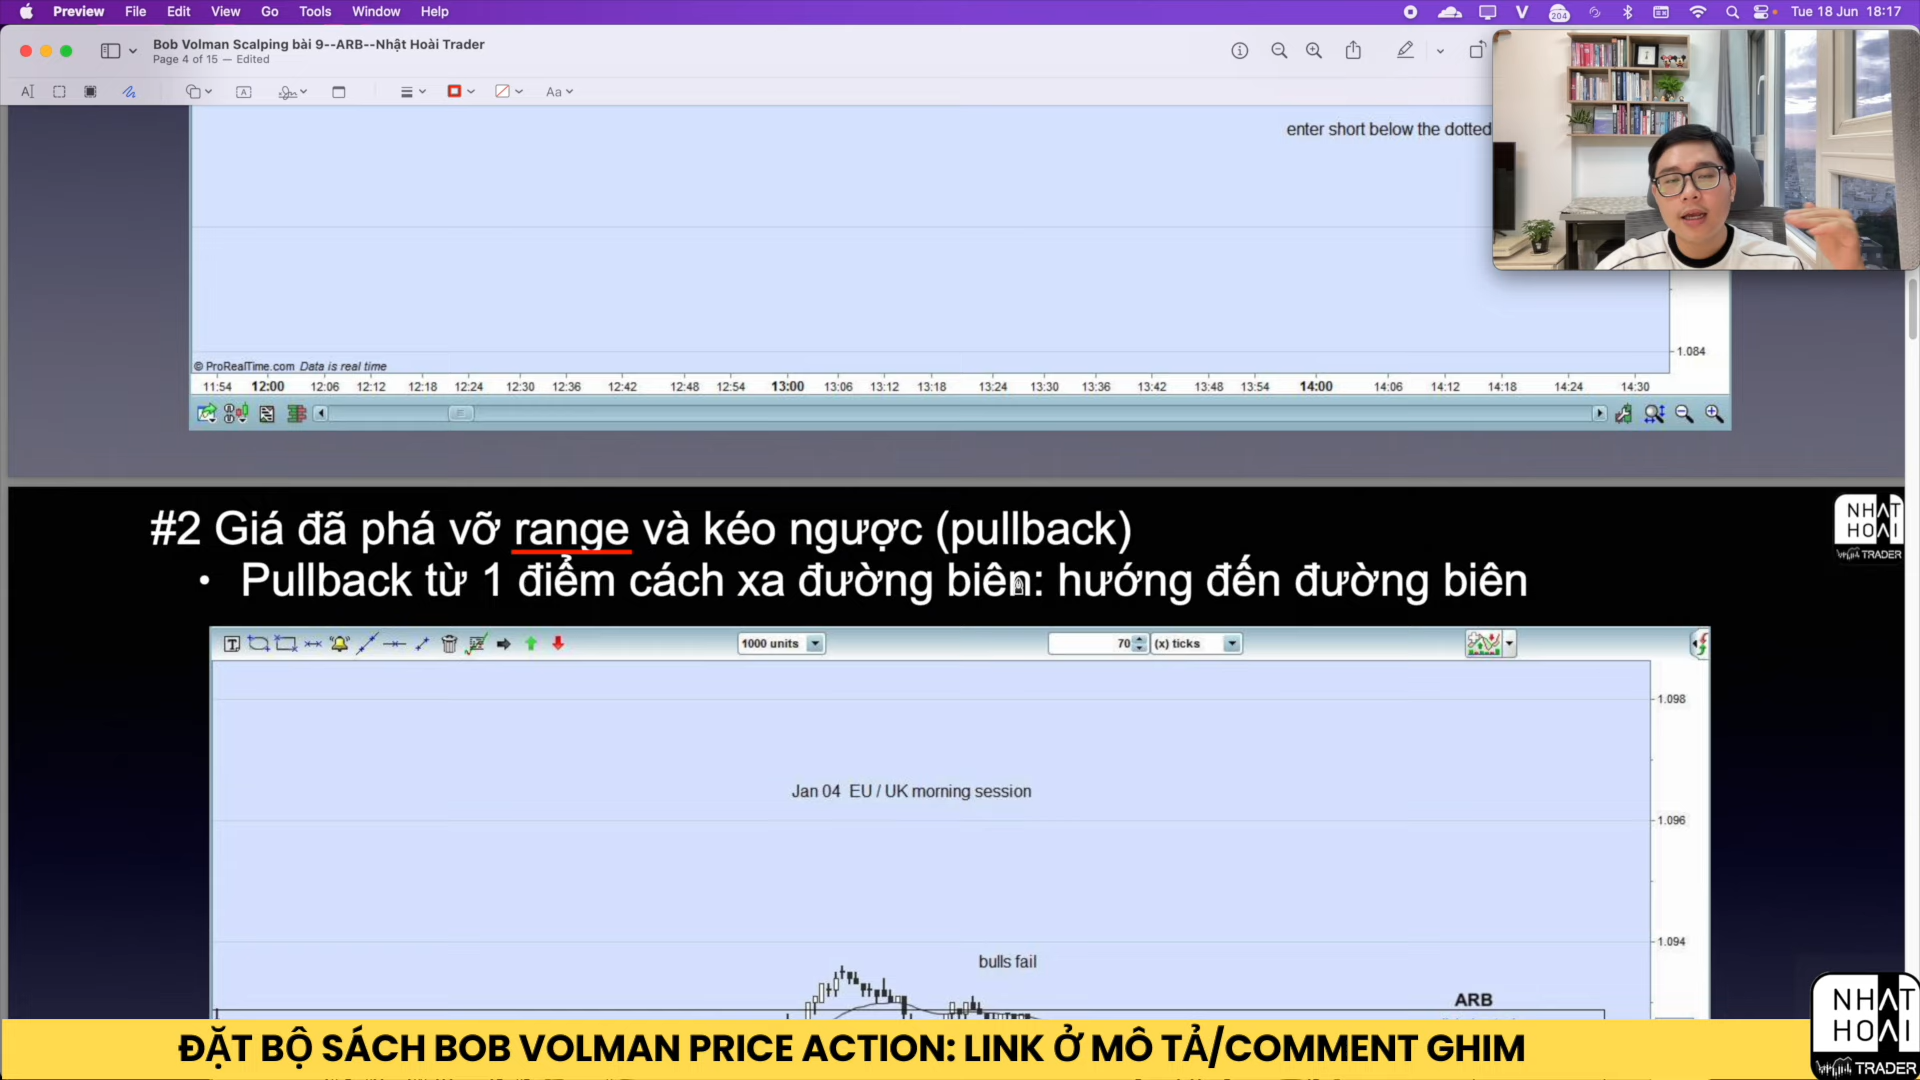 Preview File Edit View Go Tools Window Help
204
Tue 18 Jun 18:17
Bob Volman Scalping bài 9--ARB--Nhật Hoài Trader
Page 4 of 15 — Edited
Aa
enter short below the dotted
1.084
© ProRealTime.com Data is real time
11:54 12:00 12:06 12:12 12:18 12:24 12:30 12:36 12:42 12:48 12:54 13:00 13:06 13:12 13:18 13:24 13:30 13:36 13:42 13:48 13:54 14:00 14:06 14:12 14:18 14:24 14:30
#2 Giá đã phá vỡ range và kéo ngược (pullback)
• Pullback từ 1 điểm cách xa đường biên: hướng đến đường biên
NHAT
HOAI
TRADER
1000 units
70 (x) ticks
1.098
Jan 04 EU / UK morning session
1.096
1.094
bulls fail
ARB
ĐẶT BỘ SÁCH BOB VOLMAN PRICE ACTION: LINK Ở MÔ TẢ/COMMENT GHIM
NHAT
HOAI
TRADER